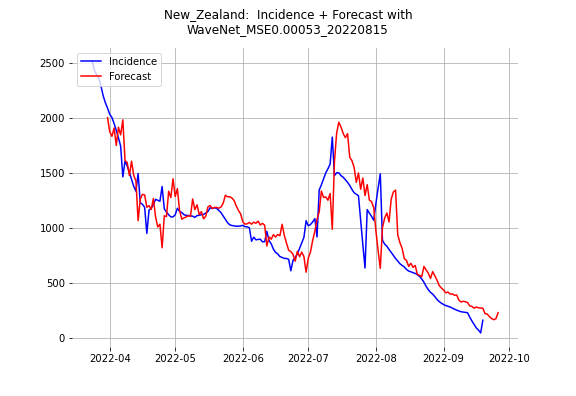 New_Zealand:  Incidence + Forecast with
WaveNet_MSE0.00053_20220815
Incidence
Forecast
2500
2000
1500
1000
500
0
2022-04 2022-05 2022-06 2022-07 2022-08 2022-09 2022-10